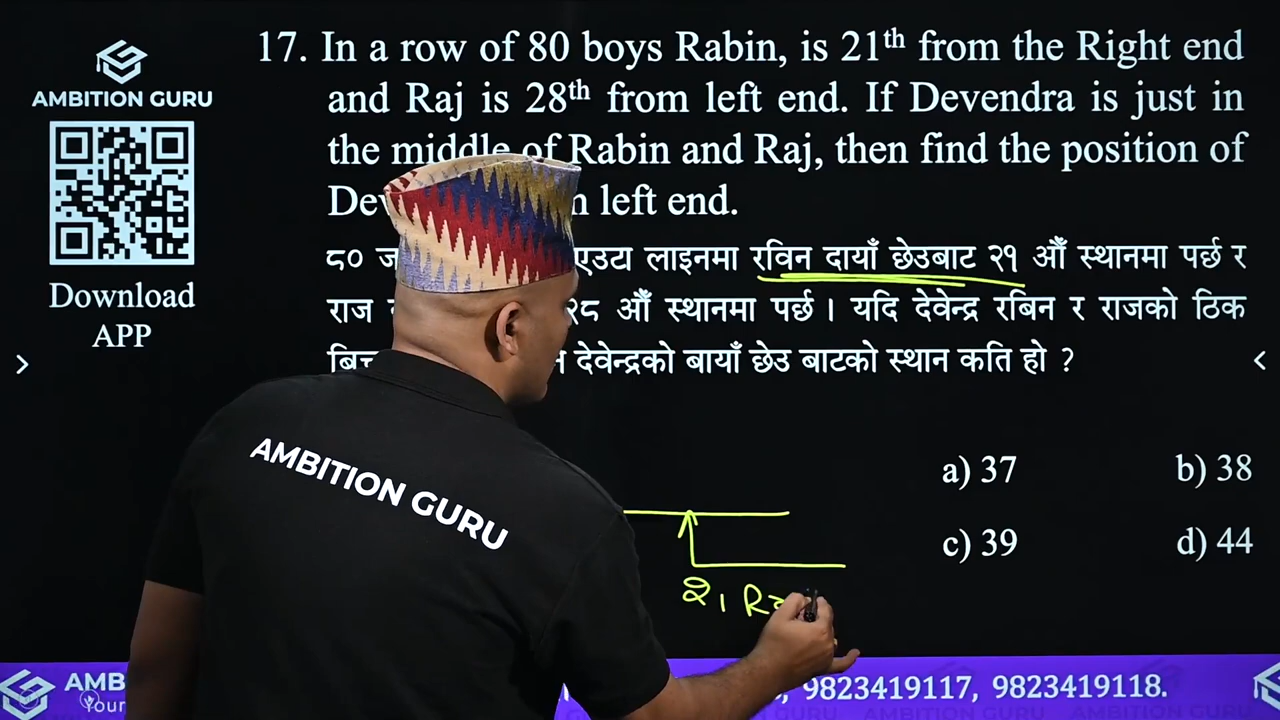 AMBITION GURU
Download
APP
17. In a row of 80 boys Rabin, is 21th from the Right end
and Raj is 28th from left end. If Devendra is just in
the middle of Rabin and Raj, then find the position of
left end.
८० एउटा लाइनमा रविन दायाँ छेउबाट २१ औँ स्थानमा पर्छ र
राज २८ औँ स्थानमा पर्छ । यदि देवेन्द्र रबिन र राजको ठिक
देवेन्द्रको बायाँ छेउ बाटको स्थान कति हो ?
a) 37 b) 38
c) 39 d) 44
AMBITION GURU
२१
9823419117, 9823419118.